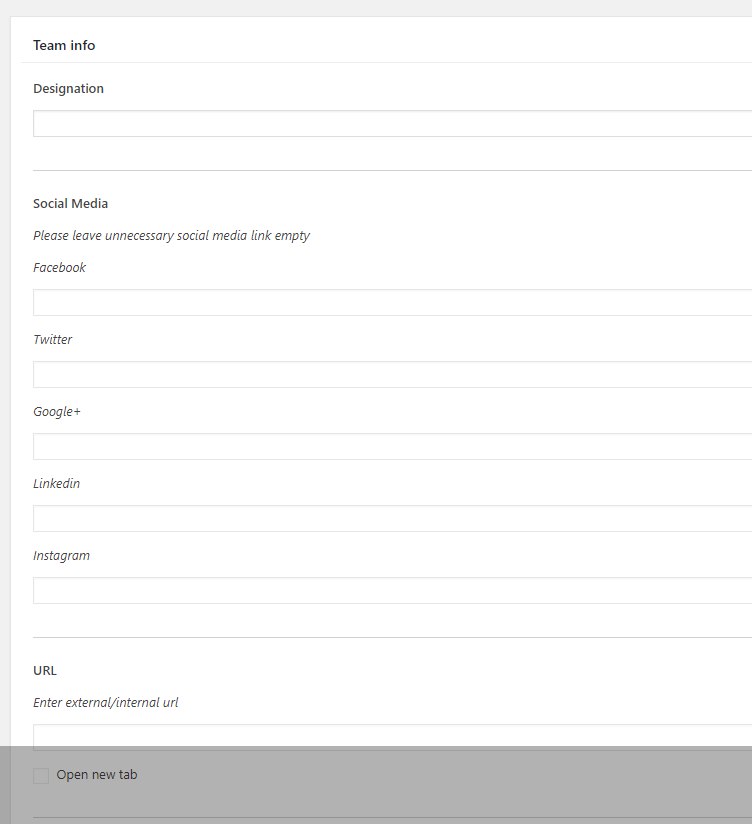 Team info
Designation
Social Media
Please leave unnecessary social media link empty
Facebook
Twitter
Google+
Linkedin
Instagram
URL
Enter external/internal url
Open new tab